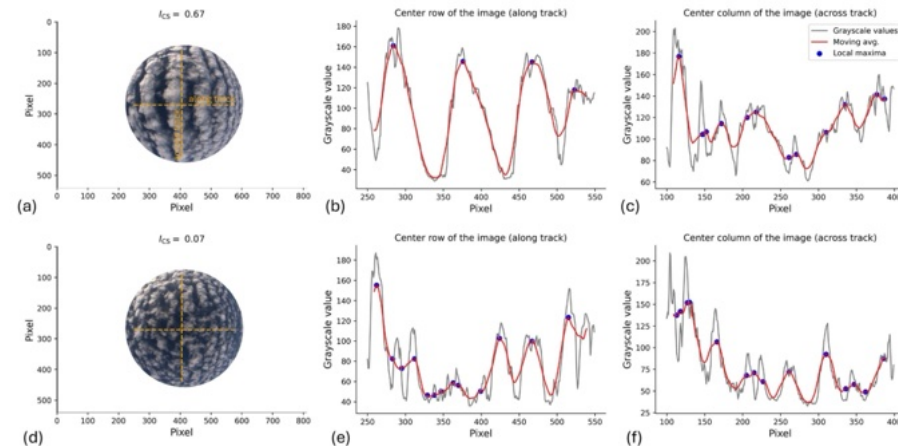 I_CS = 0.67
0
100
200
300
400
500
0 100 200 300 400 500 600 700 800
Pixel
Pixel
(a)
Center row of the image (along track)
180
160
140
120
100
80
60
40
250 300 350 400 450 500 550
Grayscale value
Pixel
(b)
Center column of the image (across track)
Grayscale values
Moving avg.
Local maxima
200
180
160
140
120
100
80
60
100 150 200 250 300 350 400
Grayscale value
Pixel
(c)
I_CS = 0.07
0
100
200
300
400
500
0 100 200 300 400 500 600 700 800
Pixel
Pixel
(d)
Center row of the image (along track)
180
160
140
120
100
80
60
40
250 300 350 400 450 500 550
Grayscale value
Pixel
(e)
Center column of the image (across track)
200
175
150
125
100
75
50
25
100 150 200 250 300 350 400
Grayscale value
Pixel
(f)